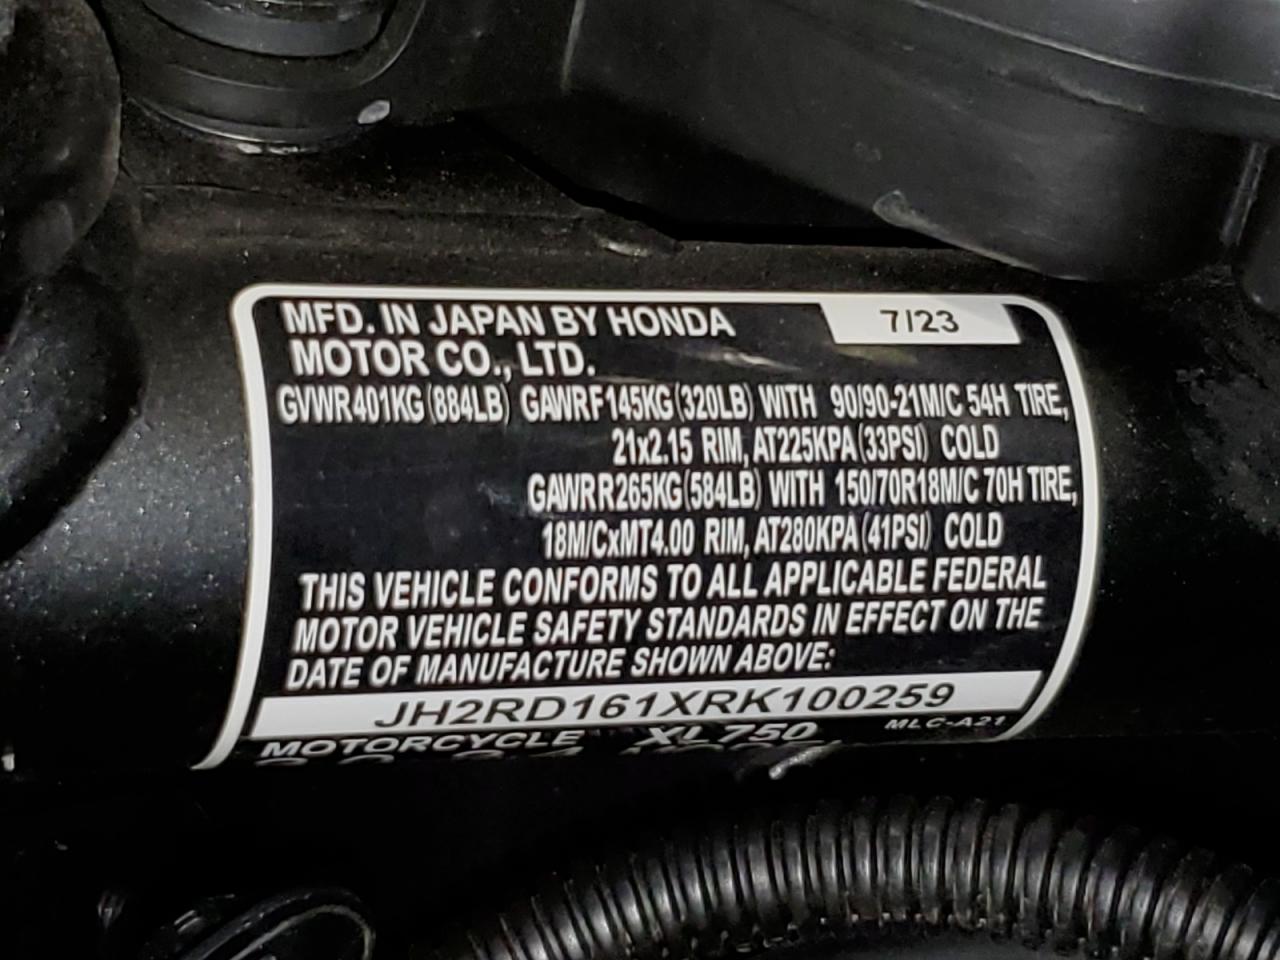 MFD. IN JAPAN BY HONDA 7/23
MOTOR CO., LTD.
GVWR401KG(884LB) GAWRF145KG(320LB) WITH 90/90-21M/C 54H TIRE,
21x2.15 RIM, AT225KPA(33PSI) COLD
GAWRR265KG(584LB) WITH 150/70R18M/C 70H TIRE,
18M/CxMT4.00 RIM, AT280KPA(41PSI) COLD
THIS VEHICLE CONFORMS TO ALL APPLICABLE FEDERAL
MOTOR VEHICLE SAFETY STANDARDS IN EFFECT ON THE
DATE OF MANUFACTURE SHOWN ABOVE:
JH2RD161XRK100259
MOTORCYCLE XL750 MLC-A21